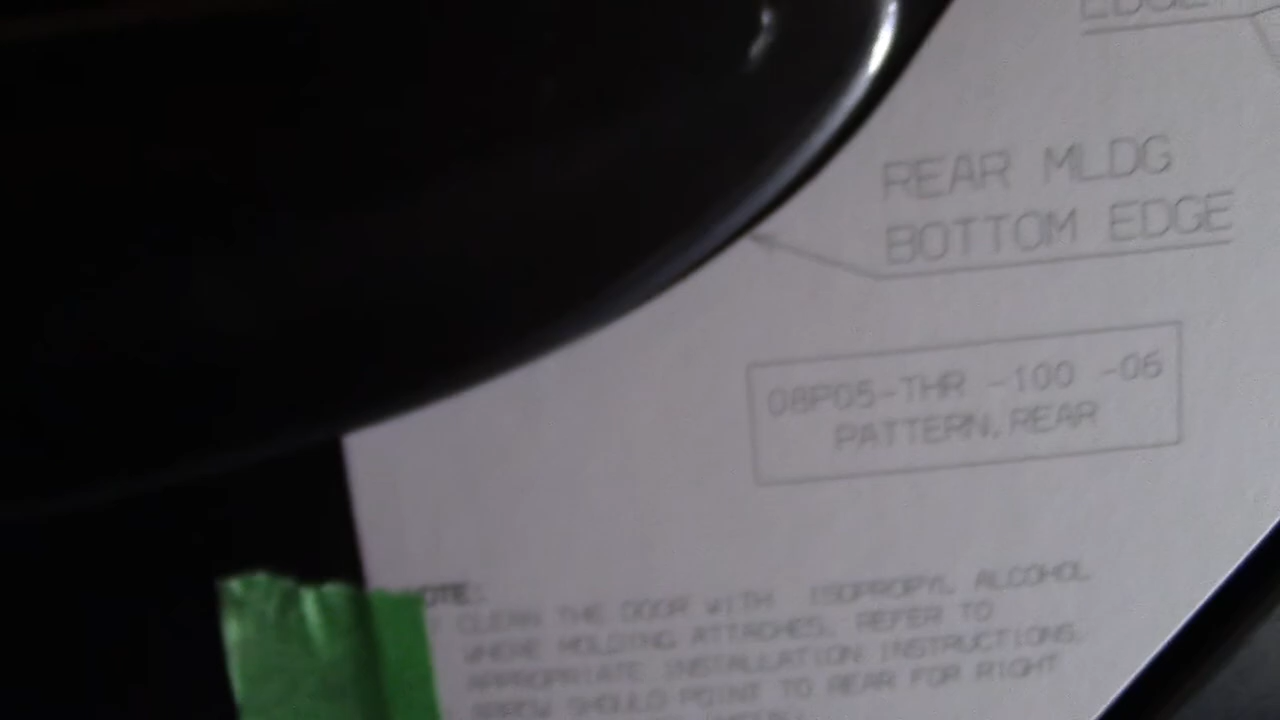 REAR MLDG
BOTTOM EDGE
08P05-THR -100 -06
PATTERN, REAR
OTE:
CLEAN THE DOOR WITH ISOPROPYL ALCOHOL
WHERE MOLDING ATTACHES. REFER TO
APPROPRIATE INSTALLATION INSTRUCTIONS.
ARROW SHOULD POINT TO REAR FOR RIGHT